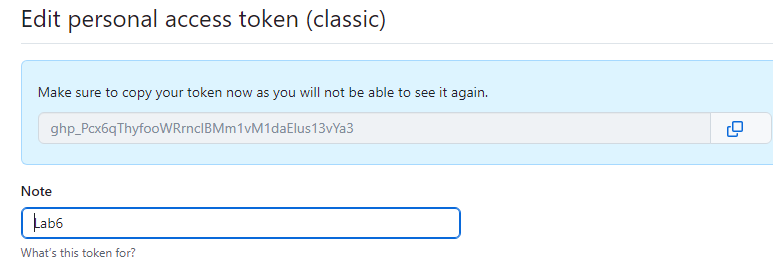 Edit personal access token (classic)
Make sure to copy your token now as you will not be able to see it again.
Note
Lab6
What's this token for?